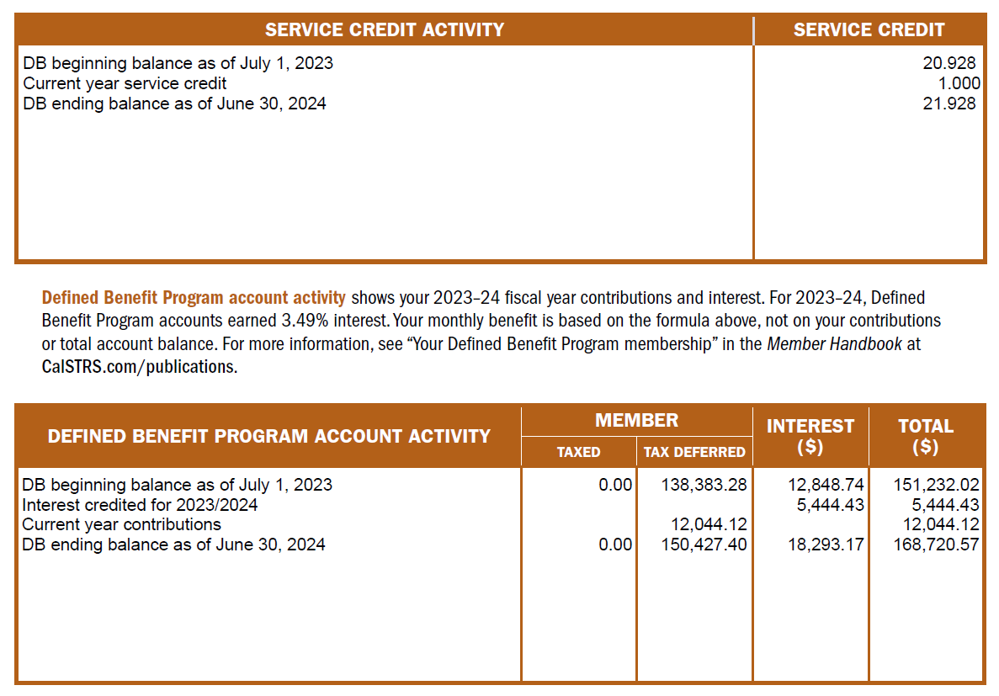 SERVICE CREDIT ACTIVITY SERVICE CREDIT
DB beginning balance as of July 1, 2023 20.928
Current year service credit 1.000
DB ending balance as of June 30, 2024 21.928
Defined Benefit Program account activity shows your 2023–24 fiscal year contributions and interest. For 2023–24, Defined
Benefit Program accounts earned 3.49% interest. Your monthly benefit is based on the formula above, not on your contributions
or total account balance. For more information, see “Your Defined Benefit Program membership” in the Member Handbook at
CalSTRS.com/publications.
DEFINED BENEFIT PROGRAM ACCOUNT ACTIVITY
MEMBER
TAXED TAX DEFERRED
INTEREST
($)
TOTAL
($)
DB beginning balance as of July 1, 2023 0.00 138,383.28 12,848.74 151,232.02
Interest credited for 2023/2024 5,444.43 5,444.43
Current year contributions 12,044.12 12,044.12
DB ending balance as of June 30, 2024 0.00 150,427.40 18,293.17 168,720.57